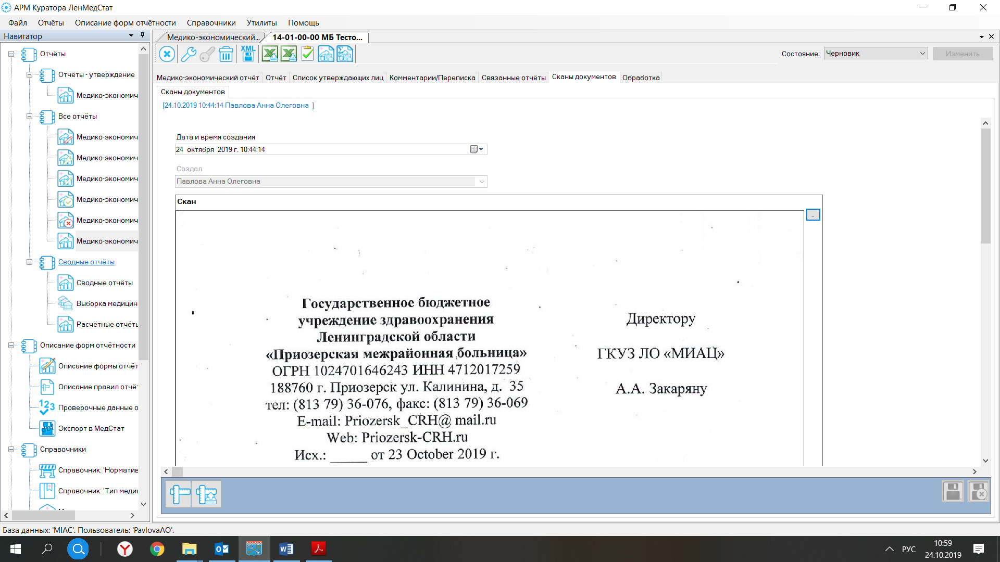 АРМ Куратора ЛенМедСтат
Файл Отчёты Описание форм отчётности Справочники Утилиты Помощь
Навигатор
Отчёты
Отчёты - утверждение
Медико-экономич
Все отчёты
Медико-экономич
Медико-экономич
Медико-экономич
Медико-экономич
Медико-экономич
Медико-экономич
Сводные отчёты
Сводные отчёты
Выборка медицин
Расчётные отчёть
Описание форм отчётности
Описание формы отчёт
Описание правил отчёт
123
Проверочные данные о
dbf
Экспорт в МедСтат
Справочники
Справочник: 'Норматив
Справочник: 'Тип медиц
Медико-экономический...
14-01-00-00 МБ Тесто...
XML
Состояние: Черновик Изменить
Медико-экономический отчёт Отчёт Список утверждающих лиц Комментарии/Переписка Связанные отчёты Сканы документов Обработка
Сканы документов
[24.10.2019 10:44:14 Павлова Анна Олеговна ]
Дата и время создания
24 октября 2019 г. 10:44:14
Создал
Павлова Анна Олеговна
Скан
..
Государственное бюджетное
учреждение здравоохранения
Ленинградской области
«Приозерская межрайонная больница»
ОГРН 1024701646243 ИНН 4712017259
188760 г. Приозерск ул. Калинина, д. 35
тел: (813 79) 36-076, факс: (813 79) 36-069
E-mail: Priozersk_CRH@ mail.ru
Web: Priozersk-CRH.ru
Исх.: _____ от 23 October 2019 г.
Директору
ГКУЗ ЛО «МИАЦ»
А.А. Закаряну
База данных: 'MIAC'. Пользователь: 'PavlovaAO'.
РУС
10:59
24.10.2019